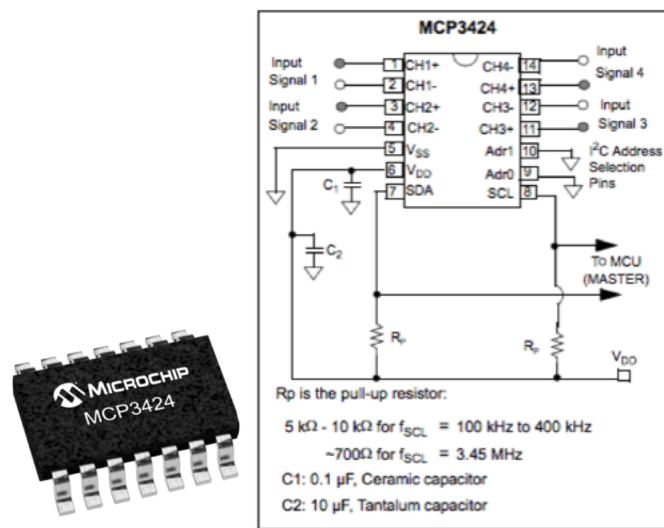 MCP3424
Input
Signal 1
Input
Signal 2
1 CH1+
2 CH1-
3 CH2+
4 CH2-
5 VSS
6 VDD
7 SDA
CH4- 14
CH4+ 13
CH3- 12
CH3+ 11
Adr1 10
Adr0 9
SCL 8
Input
Signal 4
Input
Signal 3
I²C Address
Selection
Pins
C1
C2
TO MCU
(MASTER)
RP
RP
VDD
Rp is the pull-up resistor:
5 kΩ - 10 kΩ for fSCL = 100 kHz to 400 kHz
~700Ω for fSCL = 3.45 MHz
C1: 0.1 µF, Ceramic capacitor
C2: 10 µF, Tantalum capacitor
MICROCHIP
MCP3424